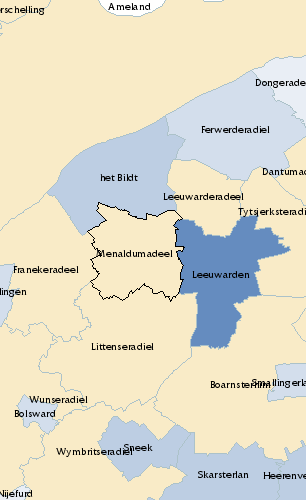 rschelling
Ameland
Dongerade
Ferwerderadiel
Dantuma
het Bildt
Leeuwarderadeel
Tytsjerksteradi
Menaldumadeel
Franekeradeel
Leeuwarden
lingen
Littenseradiel
Boarnsterhim
Smallingerla
Wunseradiel
Bolsward
Wymbritseradiel
Sneek
Skarsterlan
Heerenve
Nijefurd